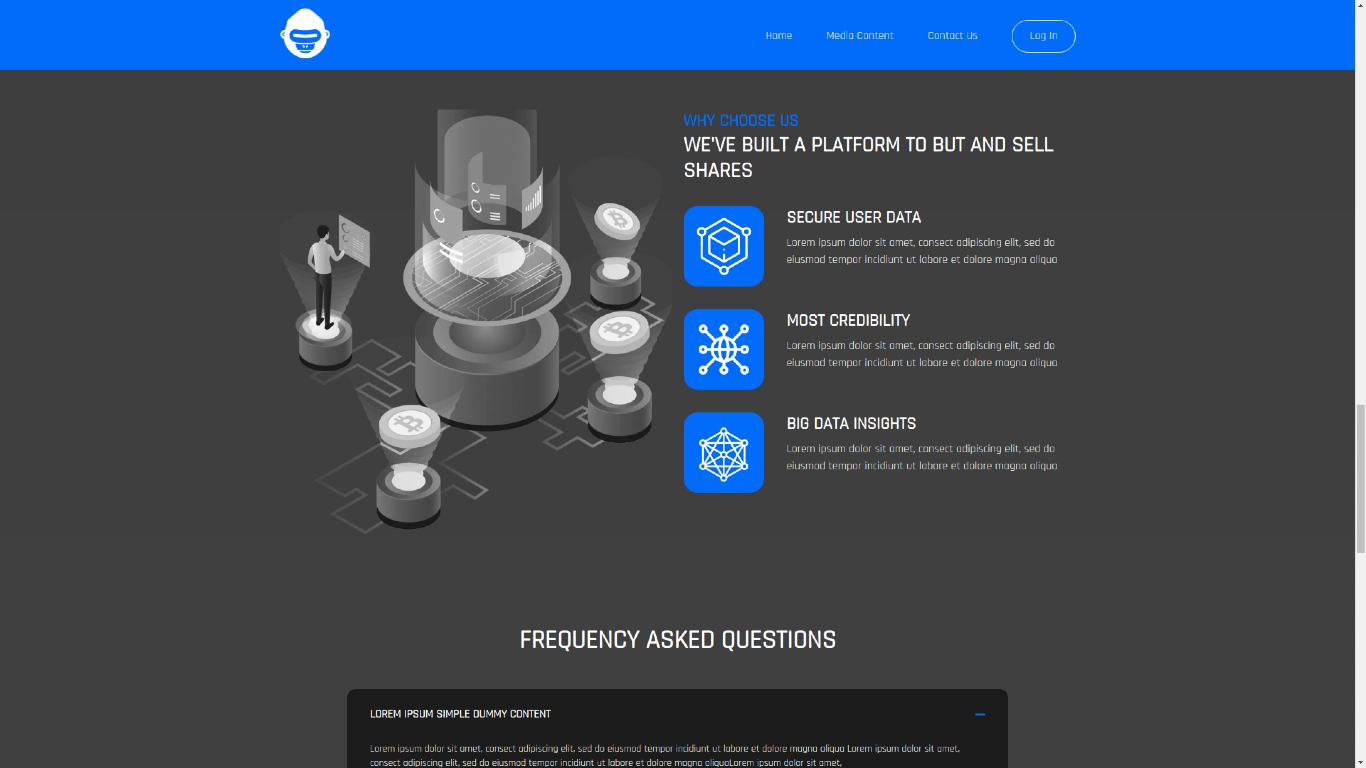 Home Media Content Contact Us Log In
WHY CHOOSE US
WE'VE BUILT A PLATFORM TO BUT AND SELL
SHARES
SECURE USER DATA
Lorem ipsum dolor sit amet, consect adipiscing elit, sed do
eiusmod tempor incidiunt ut labore et dolore magna aliqua
MOST CREDIBILITY
Lorem ipsum dolor sit amet, consect adipiscing elit, sed do
eiusmod tempor incidiunt ut labore et dolore magna aliqua
BIG DATA INSIGHTS
Lorem ipsum dolor sit amet, consect adipiscing elit, sed do
eiusmod tempor incidiunt ut labore et dolore magna aliqua
FREQUENCY ASKED QUESTIONS
LOREM IPSUM SIMPLE DUMMY CONTENT
Lorem ipsum dolor sit amet, consect adipiscing elit, sed do eiusmod tempor incidiunt ut labore et dolore magna aliqua Lorem ipsum dolor sit amet,
consect adipiscing elit, sed do eiusmod tempor incidiunt ut labore et dolore magna aliquaLorem ipsum dolor sit amet,